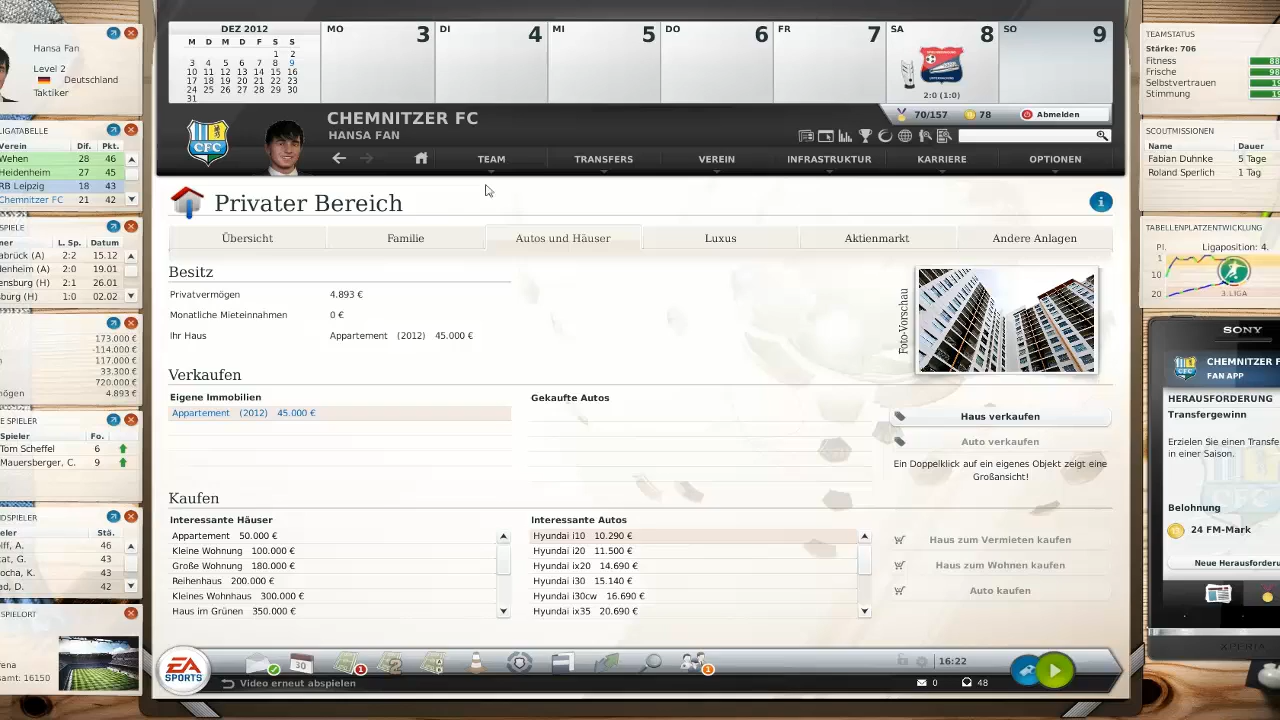 Hansa Fan
Level 2
Deutschland
Taktiker
LIGATABELLE
Verein Dif. Pkt.
Wehen 28 46
Heidenheim 27 45
RB Leipzig 18 43
Chemnitzer FC 21 42
L. Sp. Datum
(A) 2:2 15.12
(A) 2:0 19.01
2:1 26.01
(H) 1:0 02.02
173.000 €
-114.000 €
117.000 €
33.300 €
720.000 €
4.893 €
SPIELER
Spieler Fo.
Tom Scheffel 6
Mauersberger, C. 9
Stä.
46
43
43
42
SPIELORT
16150
DEZ 2012
M D M D F S S
1 2
3 4 5 6 7 8 9
10 11 12 13 14 15 16
17 18 19 20 21 22 23
24 25 26 27 28 29 30
31
MO 3
DI 4
MI 5
DO 6
FR 7
SA 8
2:0 (1:0)
SO 9
CFC
CHEMNITZER FC
HANSA FAN
70/157
78
Abmelden
TEAM
TRANSFERS
VEREIN
INFRASTRUKTUR
KARRIERE
OPTIONEN
Privater Bereich
Übersicht
Familie
Autos und Häuser
Luxus
Aktienmarkt
Andere Anlagen
Besitz
Privatvermögen 4.893 €
Monatliche Mieteinnahmen 0 €
Ihr Haus Appartement (2012) 45.000 €
Foto-Vorschau
Verkaufen
Eigene Immobilien
Appartement (2012) 45.000 €
Gekaufte Autos
Haus verkaufen
Auto verkaufen
Ein Doppelklick auf ein eigenes Objekt zeigt eine
Großansicht!
Kaufen
Interessante Häuser
Appartement 50.000 €
Kleine Wohnung 100.000 €
Große Wohnung 180.000 €
Reihenhaus 200.000 €
Kleines Wohnhaus 300.000 €
Haus im Grünen 350.000 €
Interessante Autos
Hyundai i10 10.290 €
Hyundai i20 11.500 €
Hyundai ix20 14.690 €
Hyundai i30 15.140 €
Hyundai i30cw 16.690 €
Hyundai ix35 20.690 €
Haus zum Vermieten kaufen
Haus zum Wohnen kaufen
Auto kaufen
EA
SPORTS
30
1
1
16:22
Video erneut abspielen
0
48
TEAMSTATUS
Stärke: 706
Fitness
Frische
Selbstvertrauen
Stimmung
SCOUTMISSIONEN
Name Dauer
Fabian Duhnke 5 Tage
Roland Sperlich 1 Tag
TABELLENPLATZENTWICKLUNG
Pl. Ligaposition: 4.
1
10
20
3.LIGA
SONY
CHEMNITZER F
FAN APP
HERAUSFORDERUNG
Transfergewinn
Erzielen Sie einen Transfe
in einer Saison.
Belohnung
24 FM-Mark
Neue Herausforderu
XPERIA